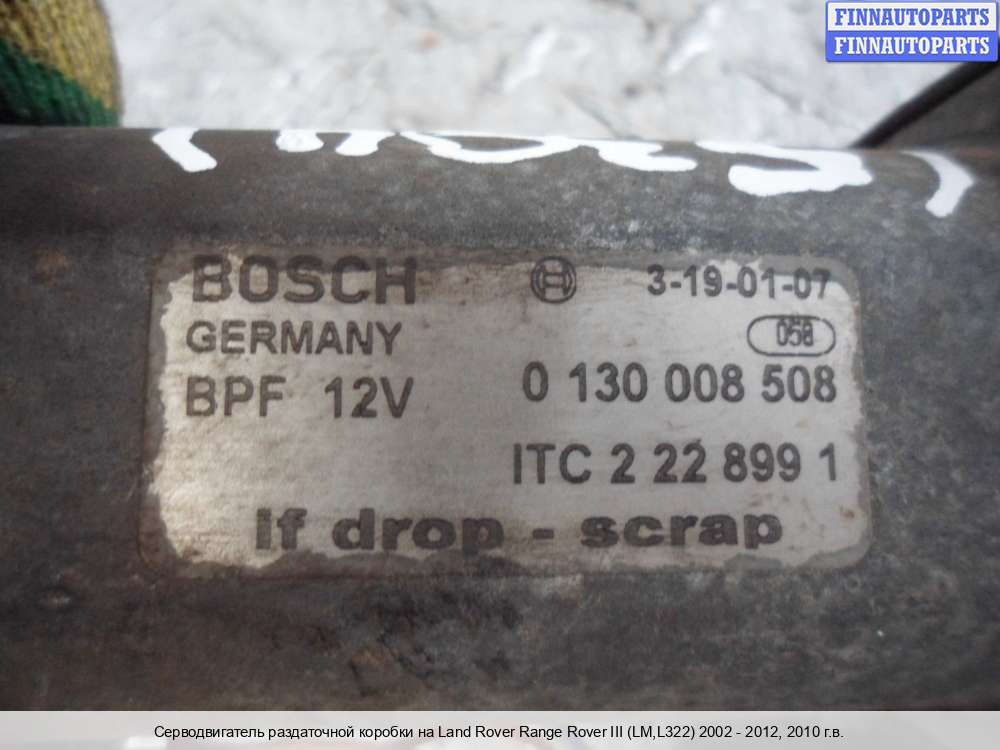 FINNAUTOPARTS
FINNAUTOPARTS
BOSCH 3-19-01-07
GERMANY 058
BPF 12V 0 130 008 508
ITC 2 22 899 1
If drop - scrap
Серводвигатель раздаточной коробки на Land Rover Range Rover III (LM,L322) 2002 - 2012, 2010 г.в.